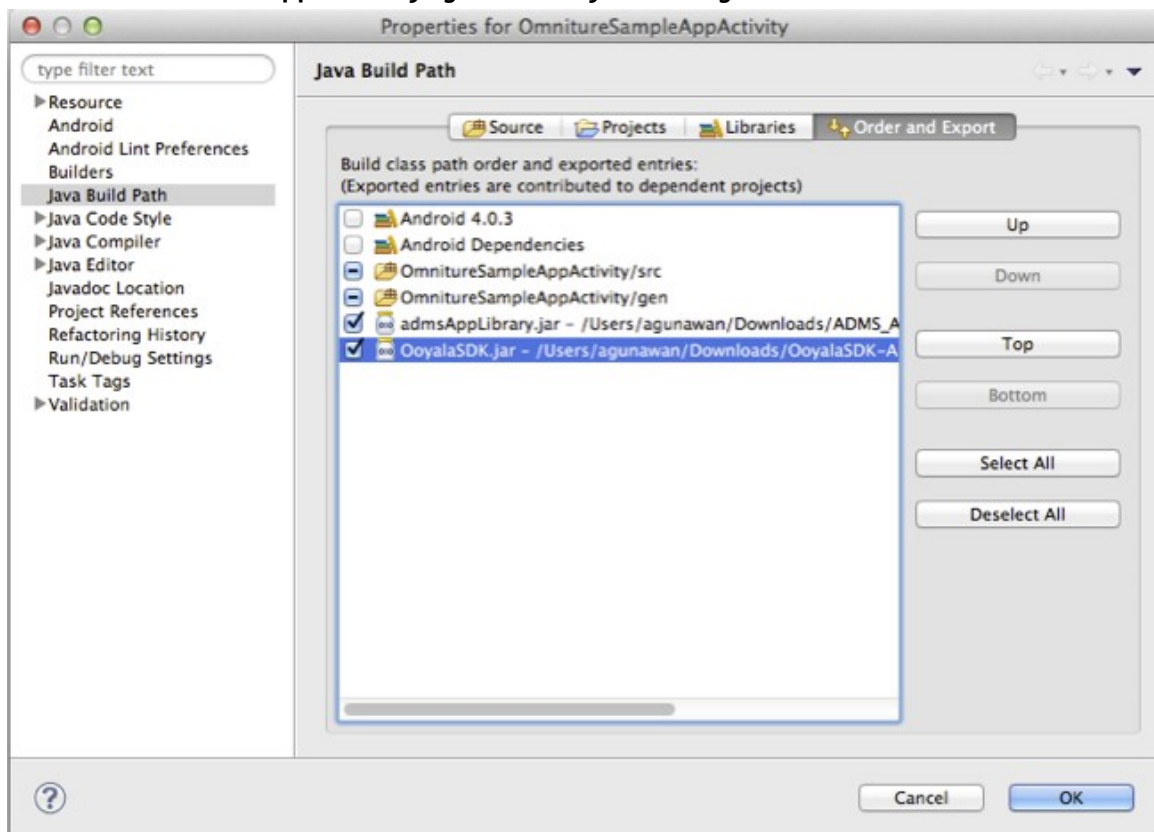 Properties for OmnitureSampleAppActivity
type filter text
Java Build Path
Resource
Android
Android Lint Preferences
Builders
Java Build Path
Java Code Style
Java Compiler
Java Editor
Javadoc Location
Project References
Refactoring History
Run/Debug Settings
Task Tags
Validation
Source
Projects
Libraries
Order and Export
Build class path order and exported entries:
(Exported entries are contributed to dependent projects)
Android 4.0.3
Android Dependencies
OmnitureSampleAppActivity/src
OmnitureSampleAppActivity/gen
admsAppLibrary.jar - /Users/agunawan/Downloads/ADMS_A
OoyalaSDK.jar - /Users/agunawan/Downloads/OoyalaSDK-A
Up
Down
Top
Bottom
Select All
Deselect All
?
Cancel
OK